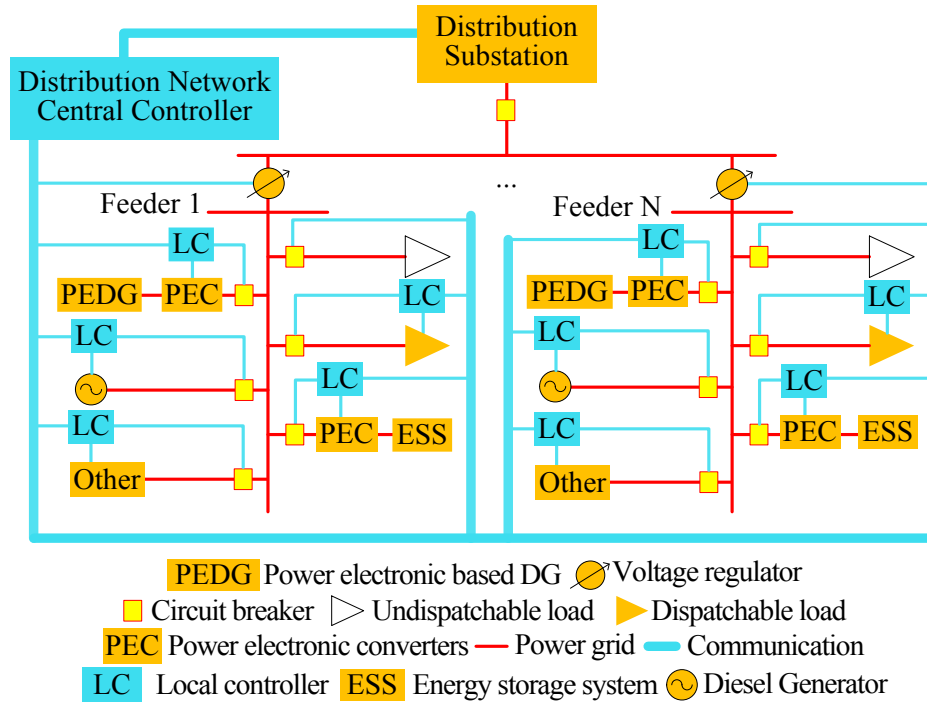 Distribution
Substation
Distribution Network
Central Controller
...
Feeder 1
Feeder N
LC
LC
PEDG
PEC
LC
PEDG
PEC
LC
LC
LC
LC
LC
LC
LC
LC
PEC
ESS
LC
PEC
ESS
Other
Other
PEDG Power electronic based DG Voltage regulator
Circuit breaker Undispatchable load Dispatchable load
PEC Power electronic converters Power grid Communication
LC Local controller ESS Energy storage system Diesel Generator